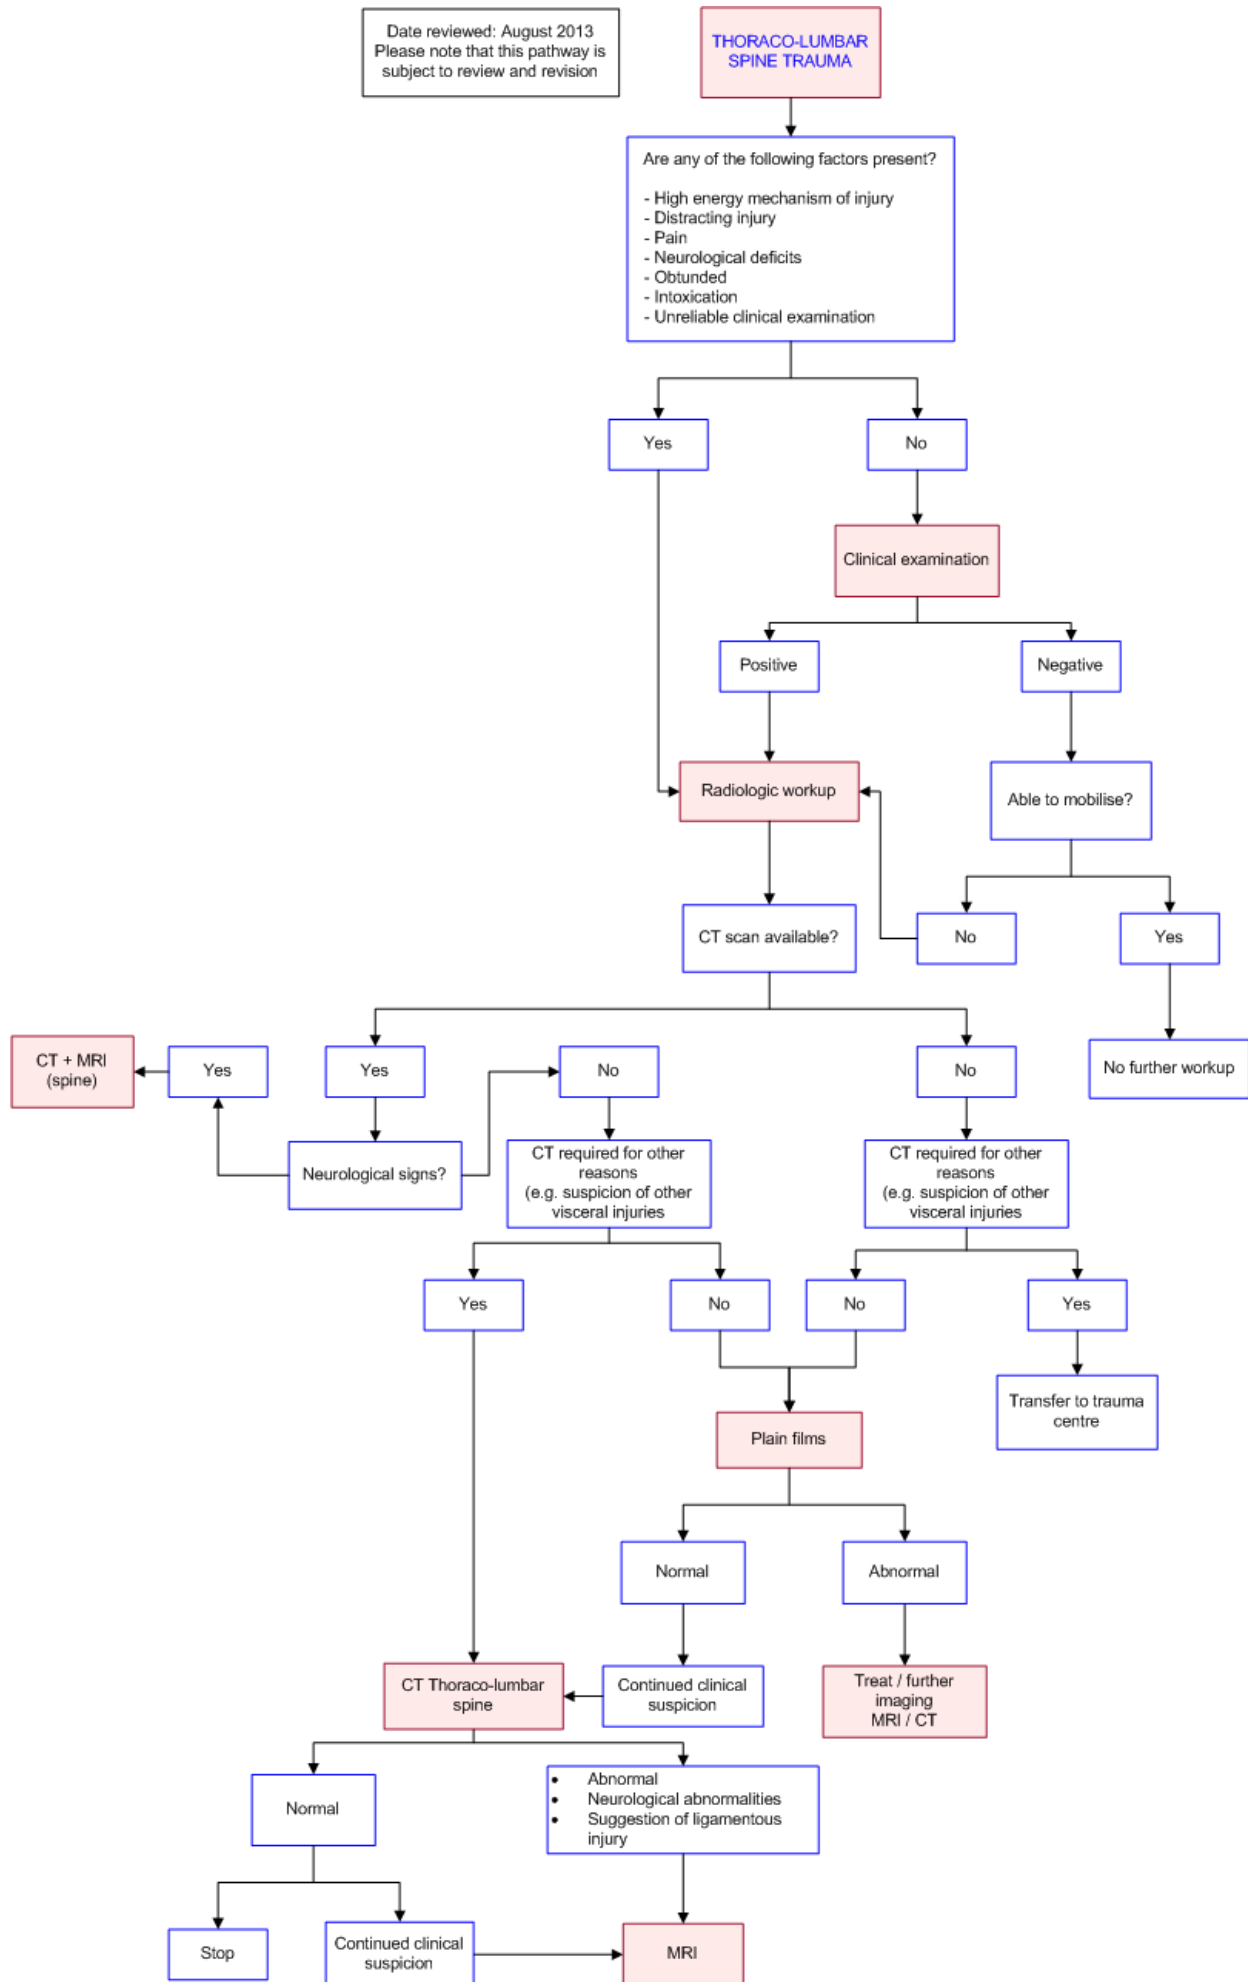 Date reviewed: August 2013
Please note that this pathway is
subject to review and revision
THORACO-LUMBAR
SPINE TRAUMA
Are any of the following factors present?
- High energy mechanism of injury
- Distracting injury
- Pain
- Neurological deficits
- Obtunded
- Intoxication
- Unreliable clinical examination
Yes
No
Clinical examination
Positive
Negative
Radiologic workup
Able to mobilise?
CT scan available?
No
Yes
CT + MRI
(spine)
Yes
Yes
No
No
No further workup
Neurological signs?
CT required for other
reasons
(e.g. suspicion of other
visceral injuries
CT required for other
reasons
(e.g. suspicion of other
visceral injuries
Yes
No
No
Yes
Transfer to trauma
centre
Plain films
Normal
Abnormal
CT Thoraco-lumbar
spine
Continued clinical
suspicion
Treat / further
imaging
MRI / CT
Normal
• Abnormal
• Neurological abnormalities
• Suggestion of ligamentous
injury
Stop
Continued clinical
suspicion
MRI